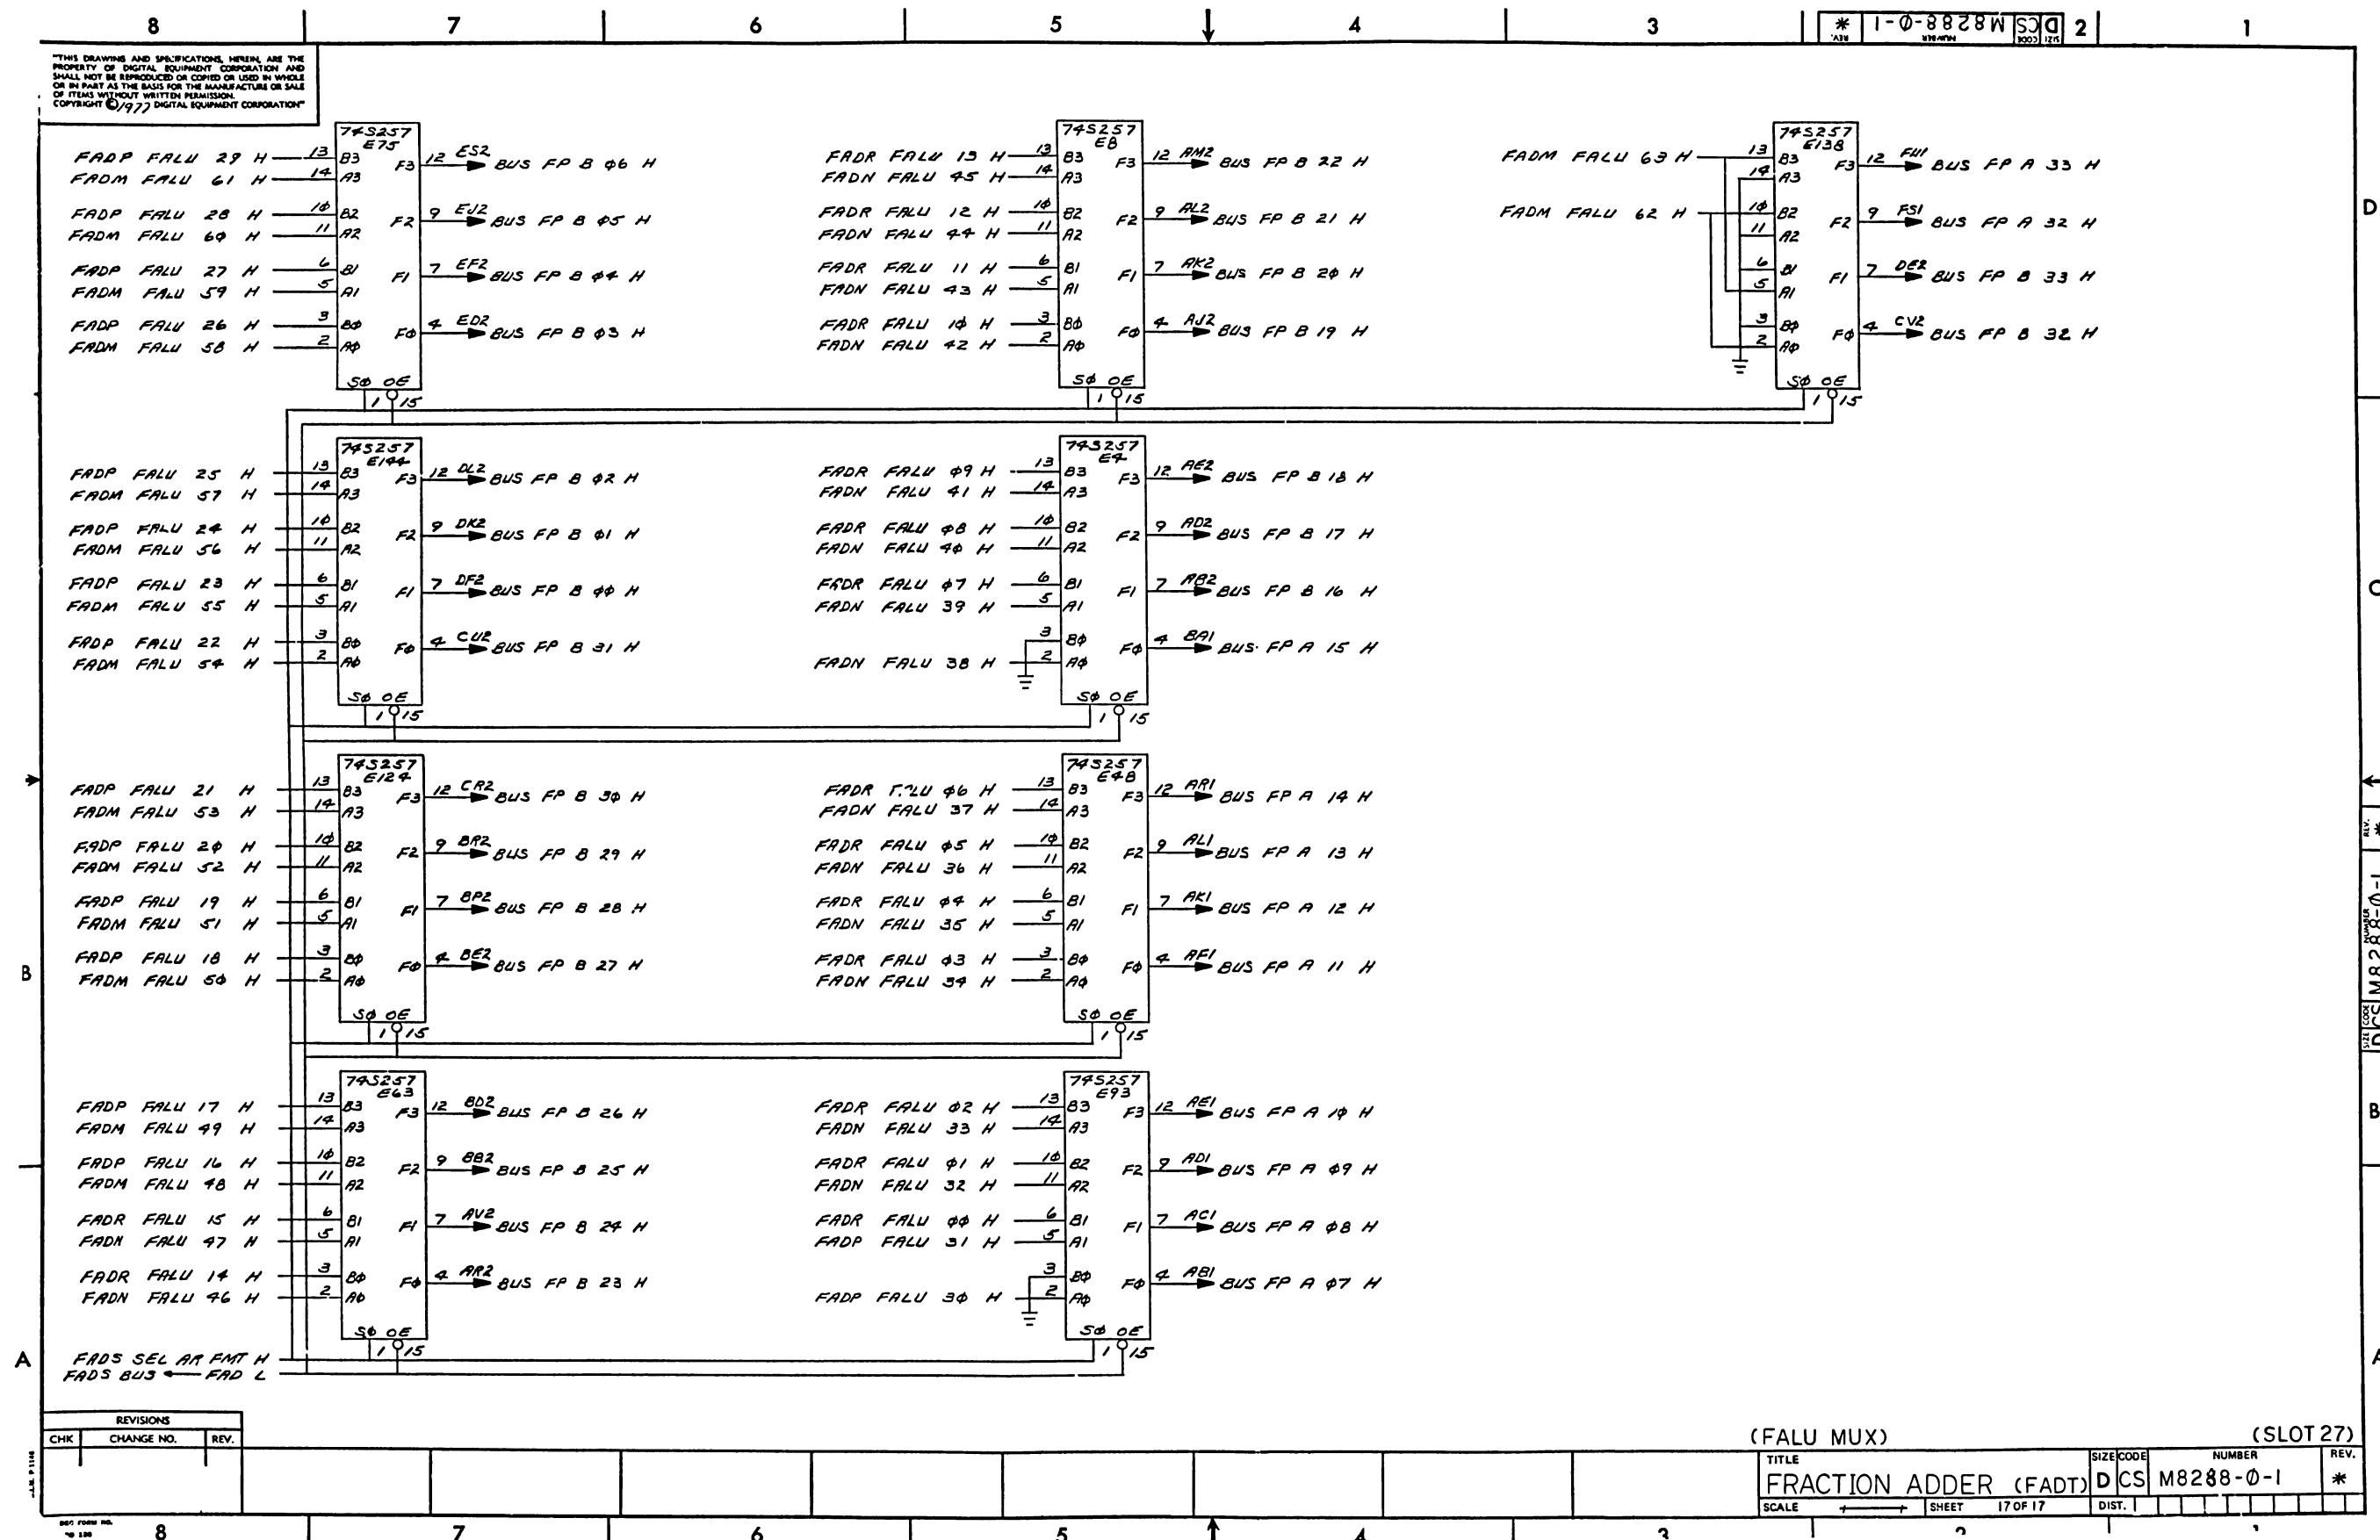 8 7 6 5 4 3 2 1
SIZE CODE NUMBER REV.
D CS M8288-Ø-1 *
"THIS DRAWING AND SPECIFICATIONS, HEREIN, ARE THE
PROPERTY OF DIGITAL EQUIPMENT CORPORATION AND
SHALL NOT BE REPRODUCED OR COPIED OR USED IN WHOLE
OR IN PART AS THE BASIS FOR THE MANUFACTURE OR SALE
OF ITEMS WITHOUT WRITTEN PERMISSION.
COPYRIGHT ©1977 DIGITAL EQUIPMENT CORPORATION"
74S257
E75
FADP FALU 29 H 13 B3 F3 12 ES2 BUS FP B Ø6 H
FADM FALU 61 H 14 A3
FADP FALU 28 H 1Ø B2 F2 9 EJ2 BUS FP B Ø5 H
FADM FALU 6Ø H 11 A2
FADP FALU 27 H 6 B1 F1 7 EF2 BUS FP B Ø4 H
FADM FALU 59 H 5 A1
FADP FALU 26 H 3 BØ FØ 4 ED2 BUS FP B Ø3 H
FADM FALU 58 H 2 AØ
SØ OE
1 15
74S257
E8
FADR FALU 13 H 13 B3 F3 12 AM2 BUS FP B 22 H
FADN FALU 45 H 14 A3
FADR FALU 12 H 1Ø B2 F2 9 AL2 BUS FP B 21 H
FADN FALU 44 H 11 A2
FADR FALU 11 H 6 B1 F1 7 AK2 BUS FP B 2Ø H
FADN FALU 43 H 5 A1
FADR FALU 1Ø H 3 BØ FØ 4 AJ2 BUS FP B 19 H
FADN FALU 42 H 2 AØ
SØ OE
1 15
74S257
E138
FADM FALU 63 H 13 B3 F3 12 FU1 BUS FP A 33 H
14 A3
FADM FALU 62 H 1Ø B2 F2 9 FS1 BUS FP A 32 H
11 A2
6 B1 F1 7 DE2 BUS FP B 33 H
5 A1
3 BØ FØ 4 CV2 BUS FP B 32 H
2 AØ
SØ OE
1 15
D
74S257
E144
FADP FALU 25 H 13 B3 F3 12 DL2 BUS FP B Ø2 H
FADM FALU 57 H 14 A3
FADP FALU 24 H 1Ø B2 F2 9 DK2 BUS FP B Ø1 H
FADM FALU 56 H 11 A2
FADP FALU 23 H 6 B1 F1 7 DF2 BUS FP B ØØ H
FADM FALU 55 H 5 A1
FADP FALU 22 H 3 BØ FØ 4 CU2 BUS FP B 31 H
FADM FALU 54 H 2 AØ
SØ OE
1 15
74S257
E4
FADR FALU Ø9 H 13 B3 F3 12 AE2 BUS FP B 18 H
FADN FALU 41 H 14 A3
FADR FALU Ø8 H 1Ø B2 F2 9 AD2 BUS FP B 17 H
FADN FALU 4Ø H 11 A2
FADR FALU Ø7 H 6 B1 F1 7 AB2 BUS FP B 16 H
FADN FALU 39 H 5 A1
3 BØ FØ 4 BA1 BUS FP A 15 H
FADN FALU 38 H 2 AØ
SØ OE
1 15
C
74S257
E124
FADP FALU 21 H 13 B3 F3 12 CR2 BUS FP B 3Ø H
FADM FALU 53 H 14 A3
FADP FALU 2Ø H 1Ø B2 F2 9 BR2 BUS FP B 29 H
FADM FALU 52 H 11 A2
FADP FALU 19 H 6 B1 F1 7 BP2 BUS FP B 28 H
FADM FALU 51 H 5 A1
FADP FALU 18 H 3 BØ FØ 4 BE2 BUS FP B 27 H
FADM FALU 5Ø H 2 AØ
SØ OE
1 15
74S257
E48
FADR Ø6 H 13 B3 F3 12 AR1 BUS FP A 14 H
FADN FALU 37 H 14 A3
FADR FALU Ø5 H 1Ø B2 F2 9 AL1 BUS FP A 13 H
FADN FALU 36 H 11 A2
FADR FALU Ø4 H 6 B1 F1 7 AK1 BUS FP A 12 H
FADN FALU 35 H 5 A1
FADR FALU Ø3 H 3 BØ FØ 4 AF1 BUS FP A 11 H
FADN FALU 34 H 2 AØ
SØ OE
1 15
B
SIZE CODE NUMBER REV.
D CS M8288-Ø-1 *
74S257
E63
FADP FALU 17 H 13 B3 F3 12 BD2 BUS FP B 26 H
FADM FALU 49 H 14 A3
FADP FALU 16 H 1Ø B2 F2 9 BB2 BUS FP B 25 H
FADM FALU 48 H 11 A2
FADR FALU 15 H 6 B1 F1 7 AV2 BUS FP B 24 H
FADN FALU 47 H 5 A1
FADR FALU 14 H 3 BØ FØ 4 AR2 BUS FP B 23 H
FADN FALU 46 H 2 AØ
SØ OE
1 15
74S257
E93
FADR FALU Ø2 H 13 B3 F3 12 AE1 BUS FP A 1Ø H
FADN FALU 33 H 14 A3
FADR FALU Ø1 H 1Ø B2 F2 9 AD1 BUS FP A Ø9 H
FADN FALU 32 H 11 A2
FADR FALU ØØ H 6 B1 F1 7 AC1 BUS FP A Ø8 H
FADP FALU 31 H 5 A1
3 BØ FØ 4 AB1 BUS FP A Ø7 H
FADP FALU 3Ø H 2 AØ
SØ OE
1 15
B
A FADS SEL AR FMT H
FADS BUS ← FAD L
A
REVISIONS
CHK CHANGE NO. REV.
(FALU MUX) (SLOT 27)
TITLE
FRACTION ADDER (FADT)
SIZE CODE NUMBER REV.
D CS M8288-Ø-1 *
SCALE SHEET 17 OF 17 DIST.
DEC FORM NO.
8 7 6 5 4 3